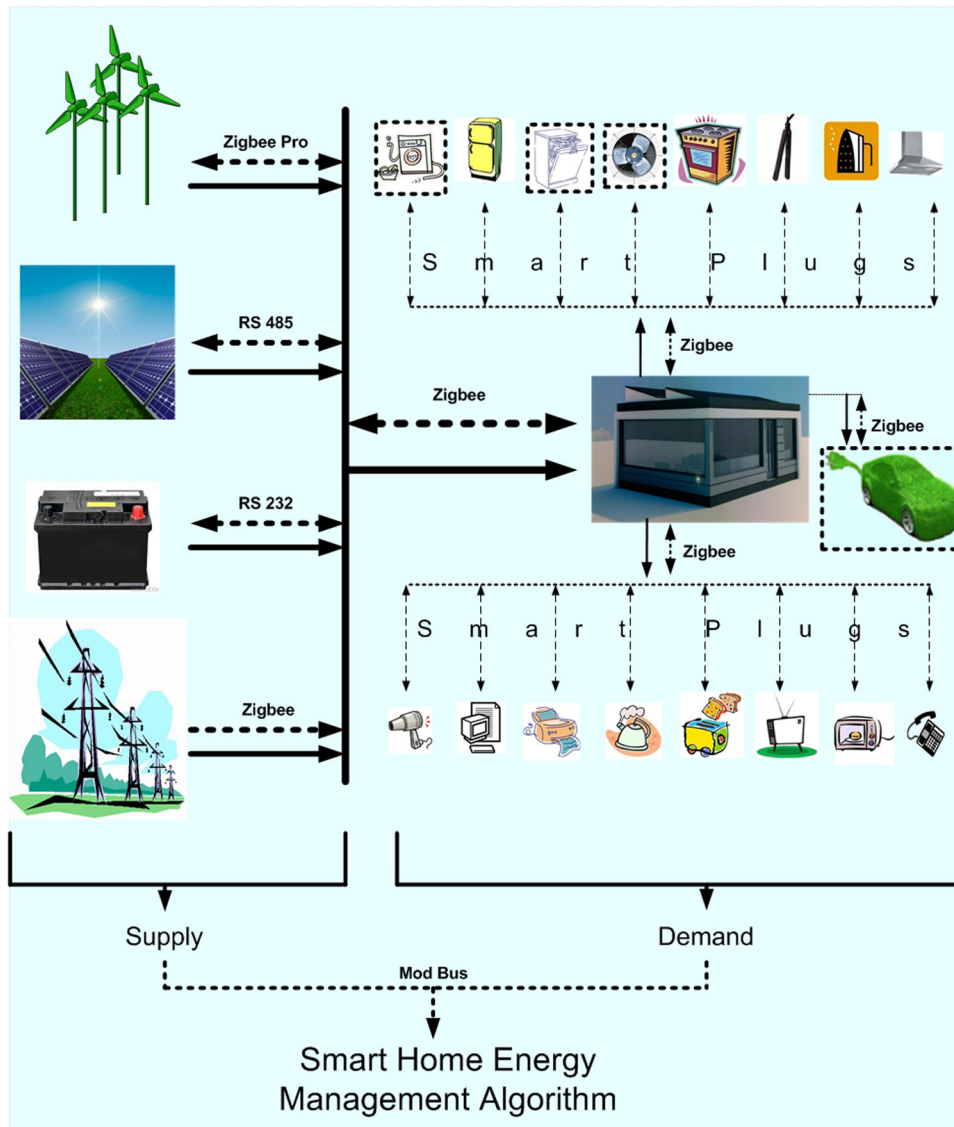 Zigbee Pro
S m a r t P l u g s
RS 485
Zigbee
Zigbee
Zigbee
RS 232
Zigbee
S m a r t P l u g s
Zigbee
Supply
Demand
Mod Bus
Smart Home Energy
Management Algorithm